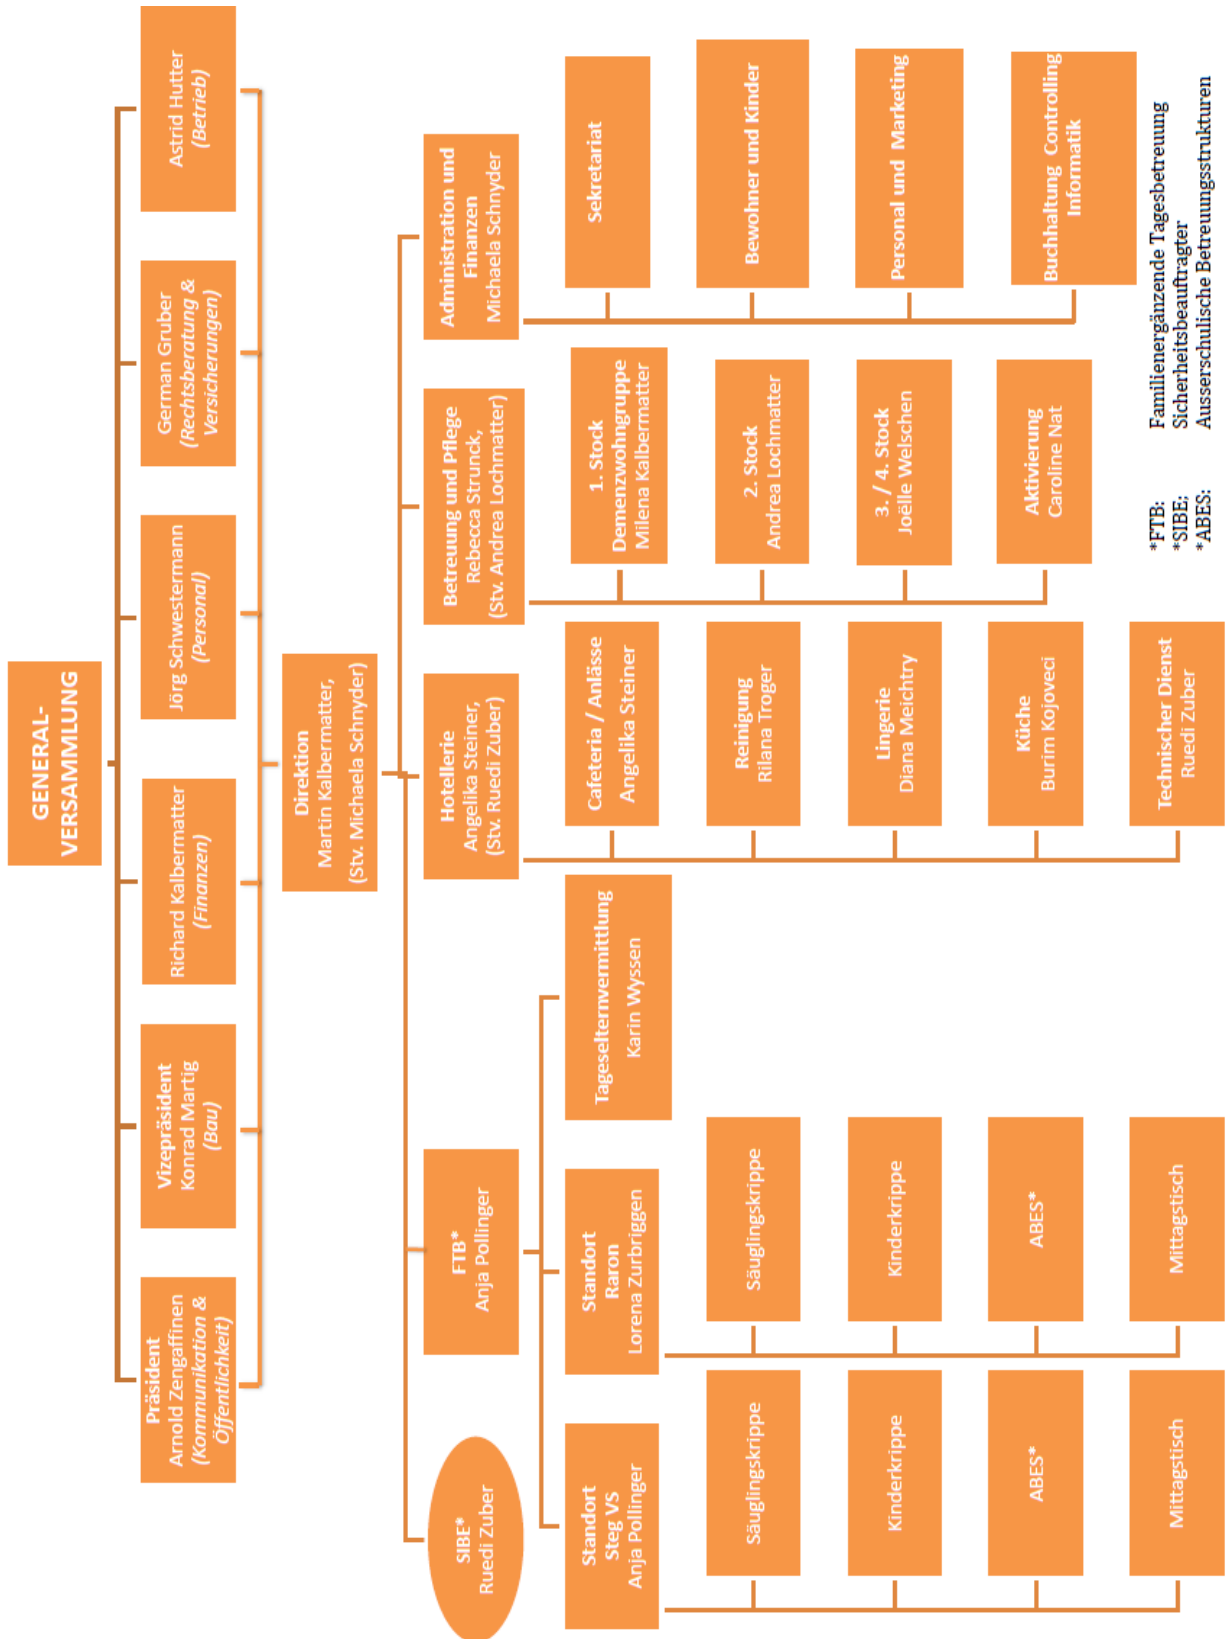 GENERAL-
VERSAMMLUNG
Präsident
Arnold Zengaffinen
(Kommunikation &
Öffentlichkeit)
Vizepräsident
Konrad Martig
(Bau)
Richard Kalbermatter
(Finanzen)
Jörg Schwestermann
(Personal)
German Gruber
(Rechtsberatung &
Versicherungen)
Astrid Hutter
(Betrieb)
Direktion
Martin Kalbermatter,
(Stv. Michaela Schnyder)
SIBE*
Ruedi Zuber
FTB*
Anja Pollinger
Hotellerie
Angelika Steiner,
(Stv. Ruedi Zuber)
Betreuung und Pflege
Rebecca Strunck,
(Stv. Andrea Lochmatter)
Administration und
Finanzen
Michaela Schnyder
Standort
Steg VS
Anja Pollinger
Säuglingskrippe
Kinderkrippe
ABES*
Mittagstisch
Standort
Raron
Lorena Zurbriggen
Säuglingskrippe
Kinderkrippe
ABES*
Mittagstisch
Tageselternvermittlung
Karin Wyssen
Cafeteria / Anlässe
Angelika Steiner
Reinigung
Rilana Troger
Lingerie
Diana Meichtry
Küche
Burim Kojoveci
Technischer Dienst
Ruedi Zuber
1. Stock
Demenzwohngruppe
Milena Kalbermatter
2. Stock
Andrea Lochmatter
3. / 4. Stock
Joëlle Welschen
Aktivierung
Caroline Nat
Sekretariat
Bewohner und Kinder
Personal und Marketing
Buchhaltung Controlling
Informatik
*FTB: Familienergänzende Tagesbetreuung
*SIBE: Sicherheitsbeauftragter
*ABES: Ausserschulische Betreuungsstrukturen